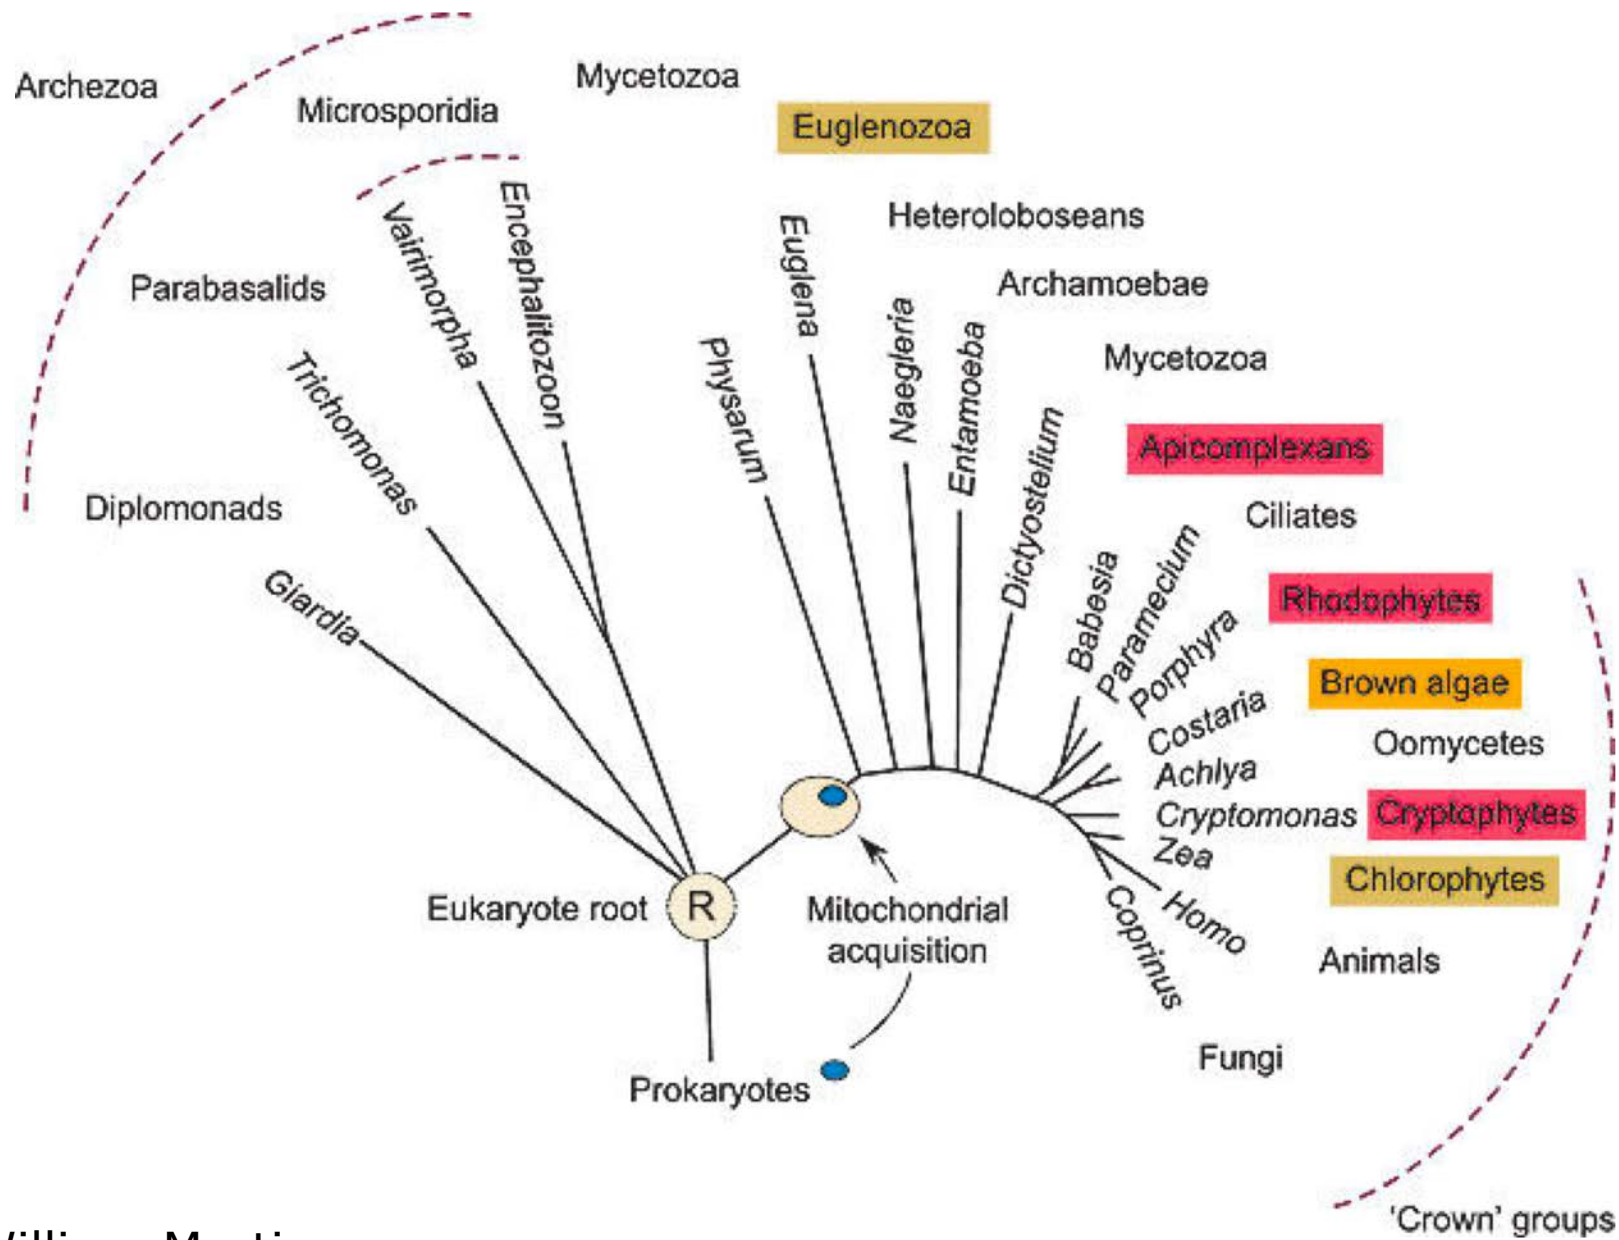 Archezoa
Microsporidia
Mycetozoa
Euglenozoa
Heteroloboseans
Archamoebae
Mycetozoa
Apicomplexans
Ciliates
Rhodophytes
Brown algae
Oomycetes
Cryptophytes
Chlorophytes
Animals
Fungi
'Crown' groups
Parabasalids
Diplomonads
Giardia
Trichomonas
Vairimorpha
Encephalitozoon
Physarum
Euglena
Naegleria
Entamoeba
Dictyostelium
Babesia
Paramecium
Porphyra
Costaria
Achlya
Cryptomonas
Zea
Homo
Coprinus
Eukaryote root
R
Mitochondrial
acquisition
Prokaryotes